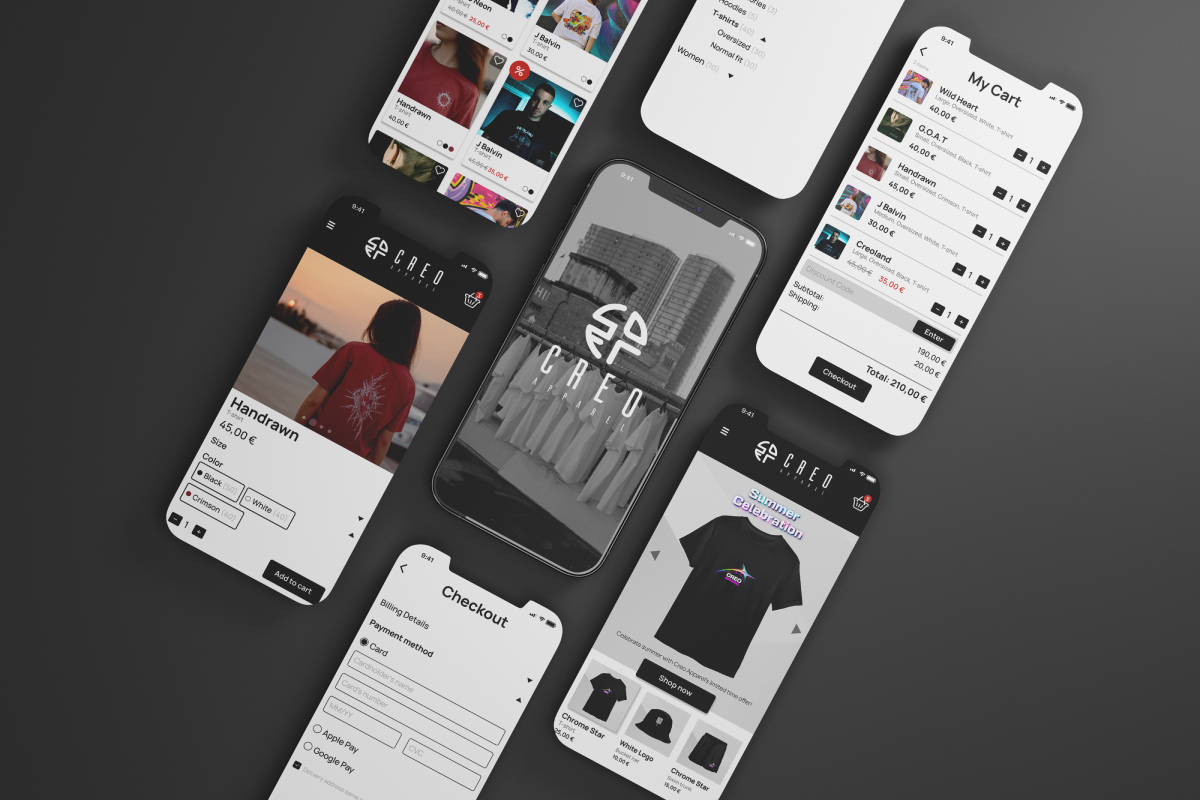 Neon
40,00 € 25,00 €
J Balvin
T-shirt
30,00 €
Handrawn
T-shirt
40,00 €
%
J Balvin
T-shirt
45,00 € 35,00 €
Hoodies (5)
T-shirts (40)
Oversized (30)
Normal fit (10)
Women (10)
9:41
My Cart
Wild Heart
Large, Oversized, White, T-shirt
40.00 €
1
G.O.A.T
Small, Oversized, Black, T-shirt
40,00 €
1
Handrawn
Small, Oversized, Crimson, T-shirt
45,00 €
1
J Balvin
Medium, Oversized, White, T-shirt
30.00 €
1
Creoland
Large, Oversized, Black, T-shirt
45,00 € 35,00 €
1
Discount Code
Enter
Subtotal:
190.00 €
Shipping:
20,00 €
Total: 210,00 €
Checkout
9:41
CREO
APPAREL
Handrawn
T-shirt
45,00 €
Size
Color
Black (50)
White (40)
Crimson (40)
1
Add to cart
9:41
CREO
APPAREL
9:41
CREO
APPAREL
Summer
Celebration
CREO
Celebrate summer with Creo Apparel's limited time offer!
Shop now
Chrome Star
T-shirt
25,00 €
White Logo
Bucket hat
10,00 €
Chrome Star
Swim trunk
15,00 €
9:41
Checkout
Billing Details
Payment method
Card
Cardholder's name
Card's number
MM/YY
CVC
Apple Pay
Google Pay